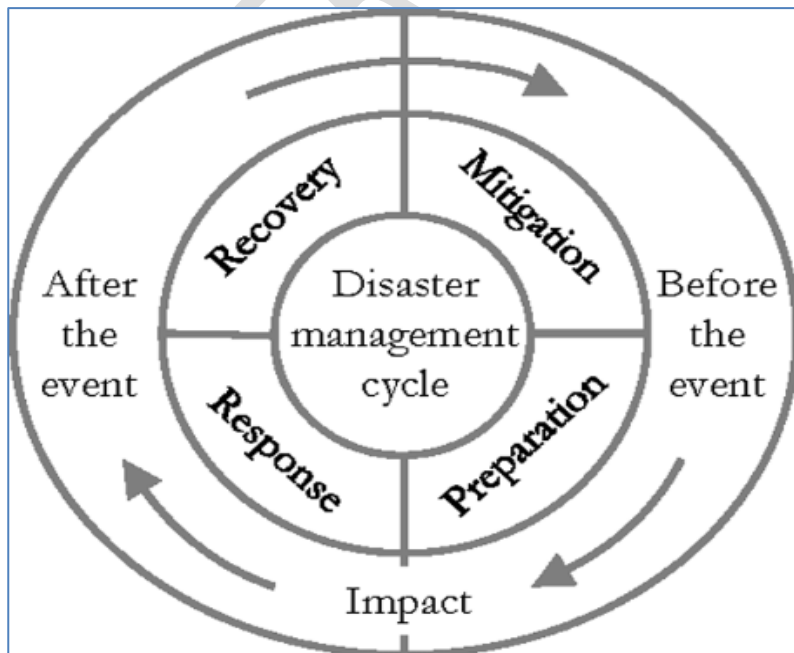 Recovery
Mitigation
After
the
event
Disaster
management
cycle
Before
the
event
Response
Preparation
Impact